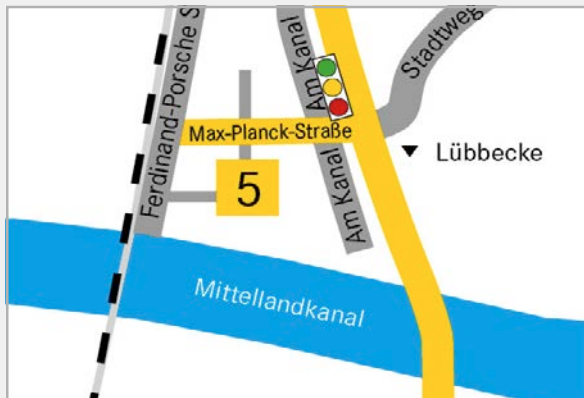 Ferdinand-Porsche S
Am Kanal
Stadtweg
Max-Planck-Straße
Lübbecke
5
Am Kanal
Mittellandkanal